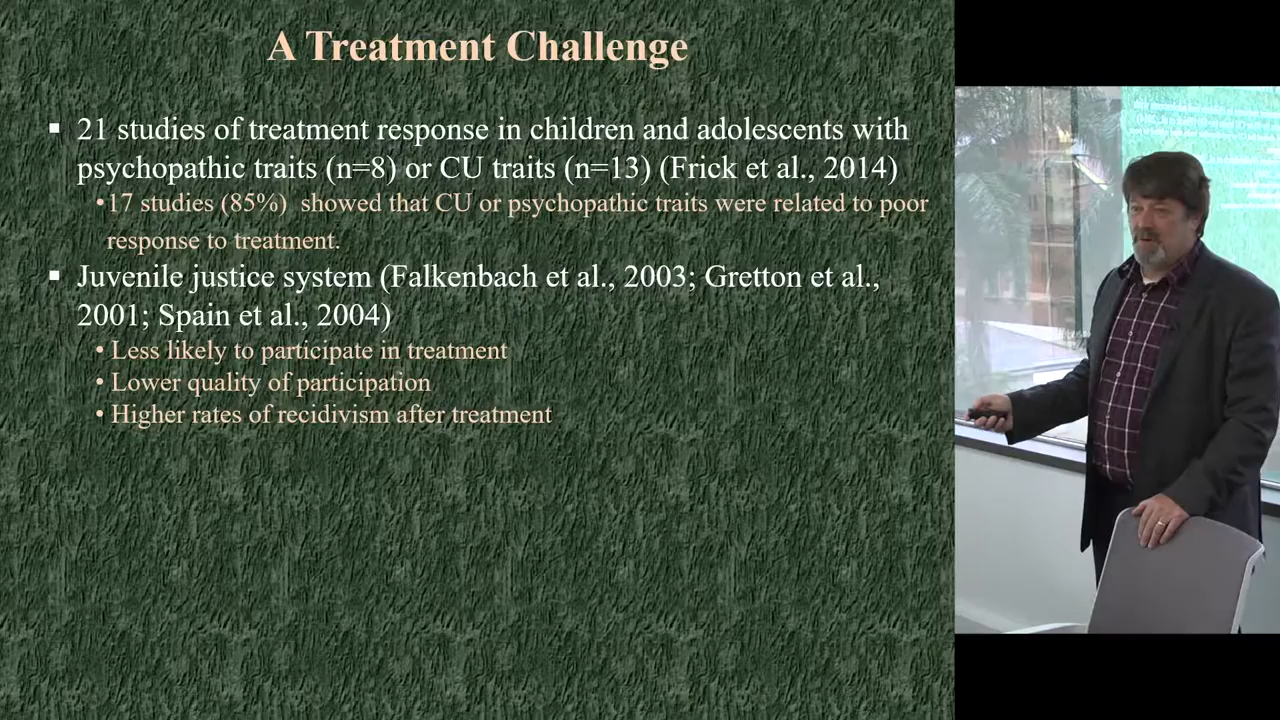 A Treatment Challenge
▪ 21 studies of treatment response in children and adolescents with
psychopathic traits (n=8) or CU traits (n=13) (Frick et al., 2014)
•17 studies (85%)  showed that CU or psychopathic traits were related to poor
response to treatment.
▪ Juvenile justice system (Falkenbach et al., 2003; Gretton et al.,
2001; Spain et al., 2004)
• Less likely to participate in treatment
• Lower quality of participation
• Higher rates of recidivism after treatment